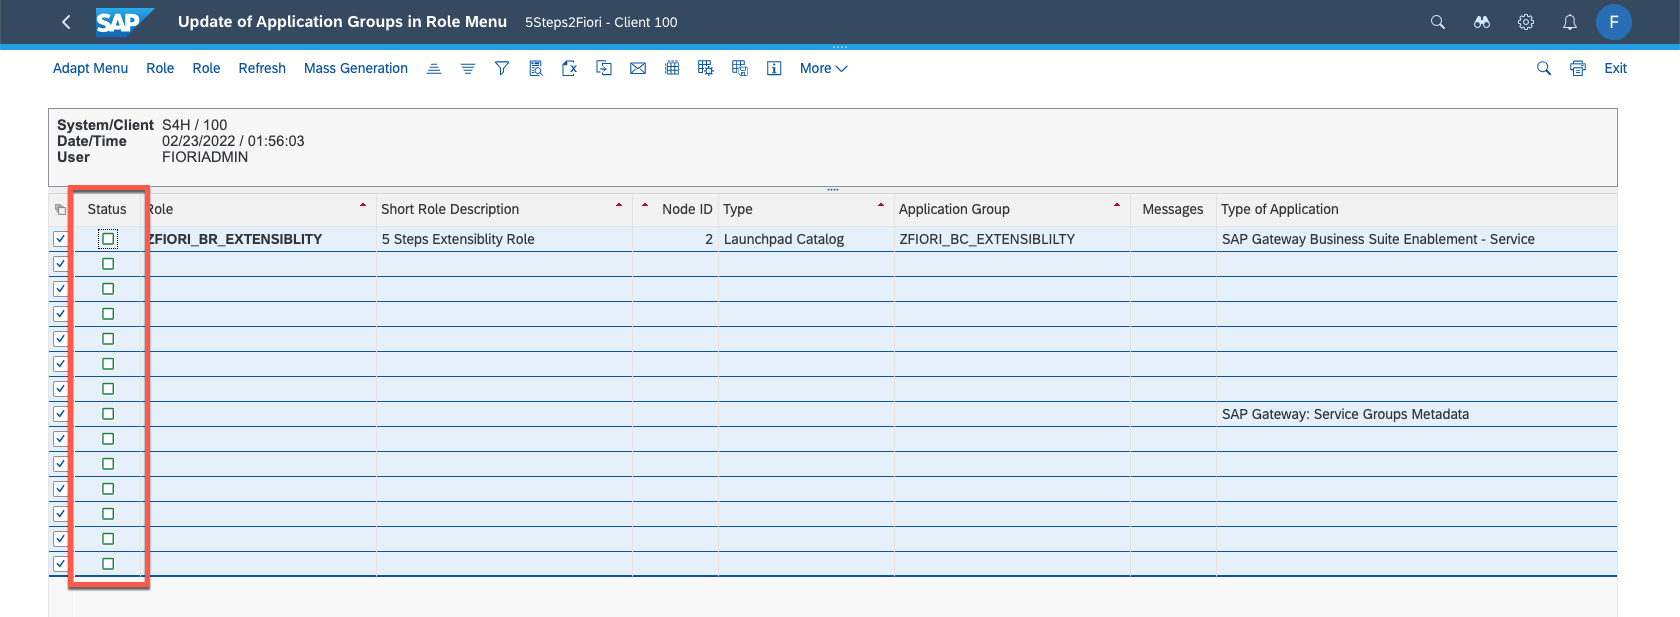 SAP Update of Application Groups in Role Menu 5Steps2Fiori - Client 100 F
Adapt Menu Role Role Refresh Mass Generation More Exit
System/Client S4H / 100
Date/Time 02/23/2022 / 01:56:03
User FIORIADMIN
Status Role Short Role Description Node ID Type Application Group Messages Type of Application
ZFIORI_BR_EXTENSIBLITY 5 Steps Extensiblity Role 2 Launchpad Catalog ZFIORI_BC_EXTENSIBLILTY SAP Gateway Business Suite Enablement - Service
SAP Gateway: Service Groups Metadata